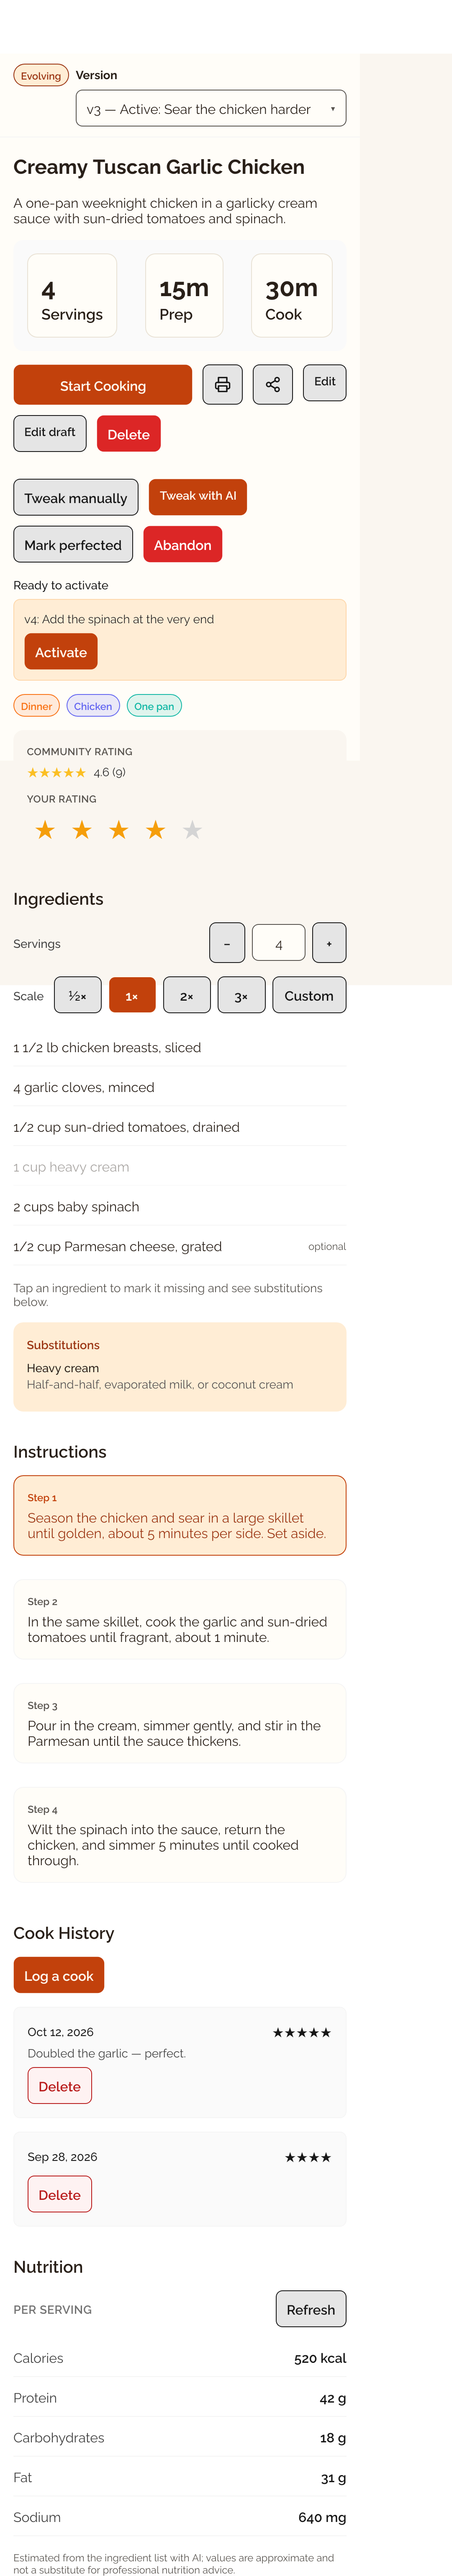 Evolving
Version
v3 — Active: Sear the chicken harder
Creamy Tuscan Garlic Chicken
A one-pan weeknight chicken in a garlicky cream
sauce with sun-dried tomatoes and spinach.
4
Servings
15m
Prep
30m
Cook
Start Cooking
Edit
Edit draft
Delete
Tweak manually
Tweak with AI
Mark perfected
Abandon
Ready to activate
v4: Add the spinach at the very end
Activate
Dinner
Chicken
One pan
COMMUNITY RATING
★★★★★ 4.6 (9)
YOUR RATING
★ ★ ★ ★ ★
Ingredients
Servings
−
4
+
Scale
½×
1×
2×
3×
Custom
1 1/2 lb chicken breasts, sliced
4 garlic cloves, minced
1/2 cup sun-dried tomatoes, drained
1 cup heavy cream
2 cups baby spinach
1/2 cup Parmesan cheese, grated
optional
Tap an ingredient to mark it missing and see substitutions
below.
Substitutions
Heavy cream
Half-and-half, evaporated milk, or coconut cream
Instructions
Step 1
Season the chicken and sear in a large skillet
until golden, about 5 minutes per side. Set aside.
Step 2
In the same skillet, cook the garlic and sun-dried
tomatoes until fragrant, about 1 minute.
Step 3
Pour in the cream, simmer gently, and stir in the
Parmesan until the sauce thickens.
Step 4
Wilt the spinach into the sauce, return the
chicken, and simmer 5 minutes until cooked
through.
Cook History
Log a cook
Oct 12, 2026
★★★★★
Doubled the garlic — perfect.
Delete
Sep 28, 2026
★★★★
Delete
Nutrition
PER SERVING
Refresh
Calories
520 kcal
Protein
42 g
Carbohydrates
18 g
Fat
31 g
Sodium
640 mg
Estimated from the ingredient list with AI; values are approximate and
not a substitute for professional nutrition advice.